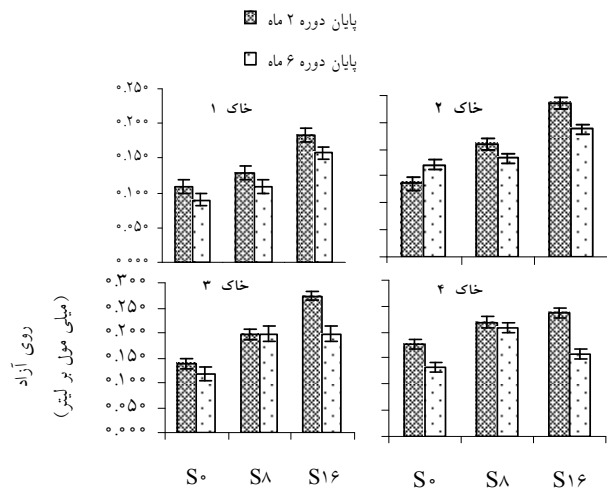 پایان دوره ۲ ماه
پایان دوره ۶ ماه
خاک ۱
خاک ۲
۰.۲۵۰
۰.۲۰۰
۰.۱۵۰
۰.۱۰۰
۰.۰۵۰
۰.۰۰۰
خاک ۳
خاک ۴
۰.۳۰۰
۰.۲۵۰
۰.۲۰۰
۰.۱۵۰
۰.۱۰۰
۰.۰۵۰
۰.۰۰۰
روی آزاد
(میلی مول بر لیتر)
S۰ S۸ S۱۶ S۰ S۸ S۱۶